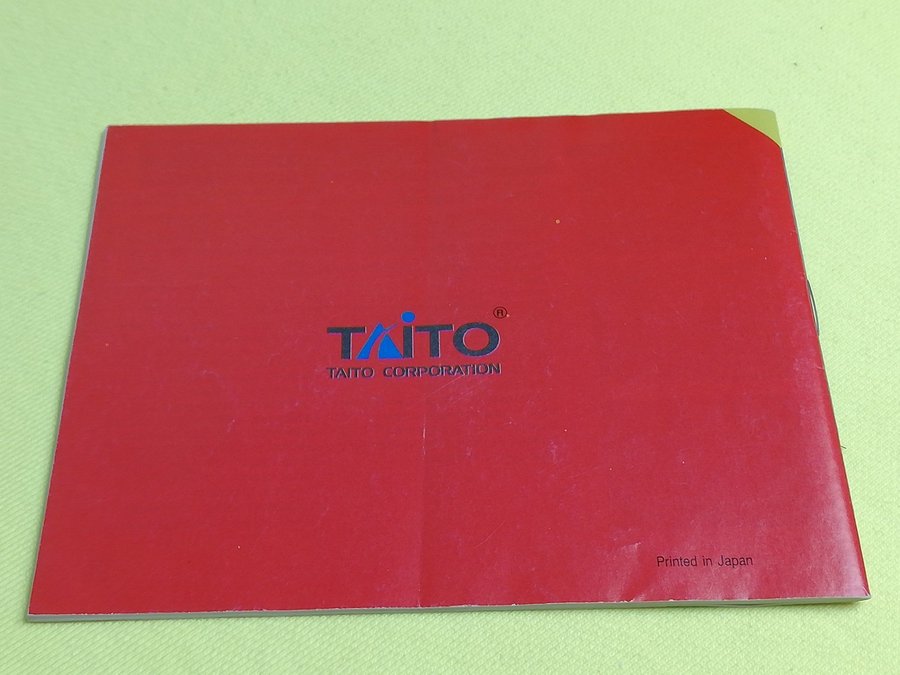 TAITO®
TAITO CORPORATION
Printed in Japan